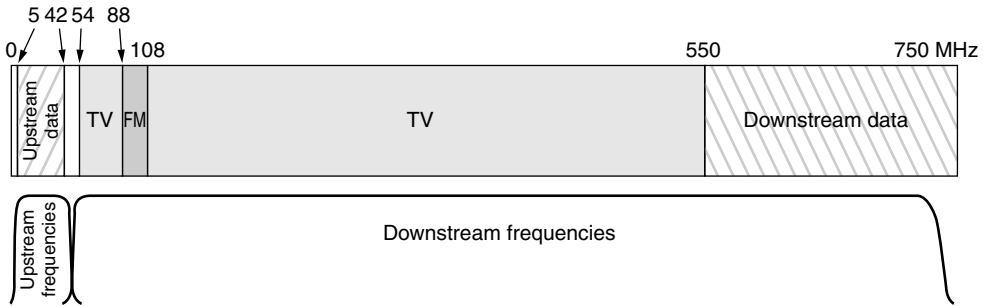 5 42 54 88
0 108 550 750 MHz
Upstream
data
TV FM TV Downstream data
Upstream
frequencies
Downstream frequencies